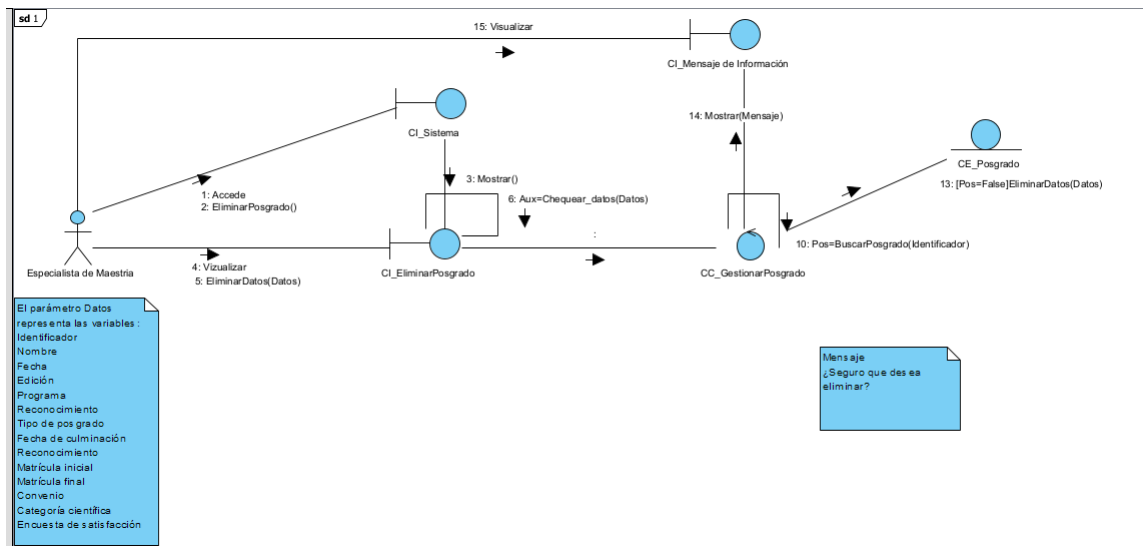 sd 1
15: Visualizar
CI_Mensaje de Información
CI_Sistema
14: Mostrar(Mensaje)
CE_Posgrado
13: [Pos=False]EliminarDatos(Datos)
3: Mostrar()
1: Accede
2: EliminarPosgrado()
6: Aux=Chequear_datos(Datos)
:
10: Pos=BuscarPosgrado(Identificador)
Especialista de Maestria
4: Vizualizar
5: EliminarDatos(Datos)
CI_EliminarPosgrado
CC_GestionarPosgrado
El parámetro Datos
representa las variables :
Identificador
Nombre
Fecha
Edición
Programa
Reconocimiento
Tipo de posgrado
Fecha de culminación
Reconocimiento
Matrícula inicial
Matrícula final
Convenio
Categoría científica
Encuesta de satisfacción
Mensaje
¿Seguro que desea
eliminar?